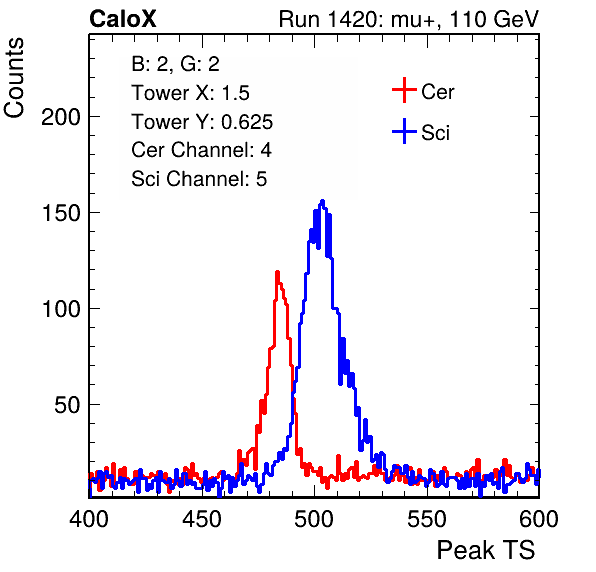 CaloX Run 1420: mu+, 110 GeV
Counts
B: 2, G: 2
Tower X: 1.5
Tower Y: 0.625
Cer Channel: 4
Sci Channel: 5
Cer
Sci
200
150
100
50
400 450 500 550 600
Peak TS